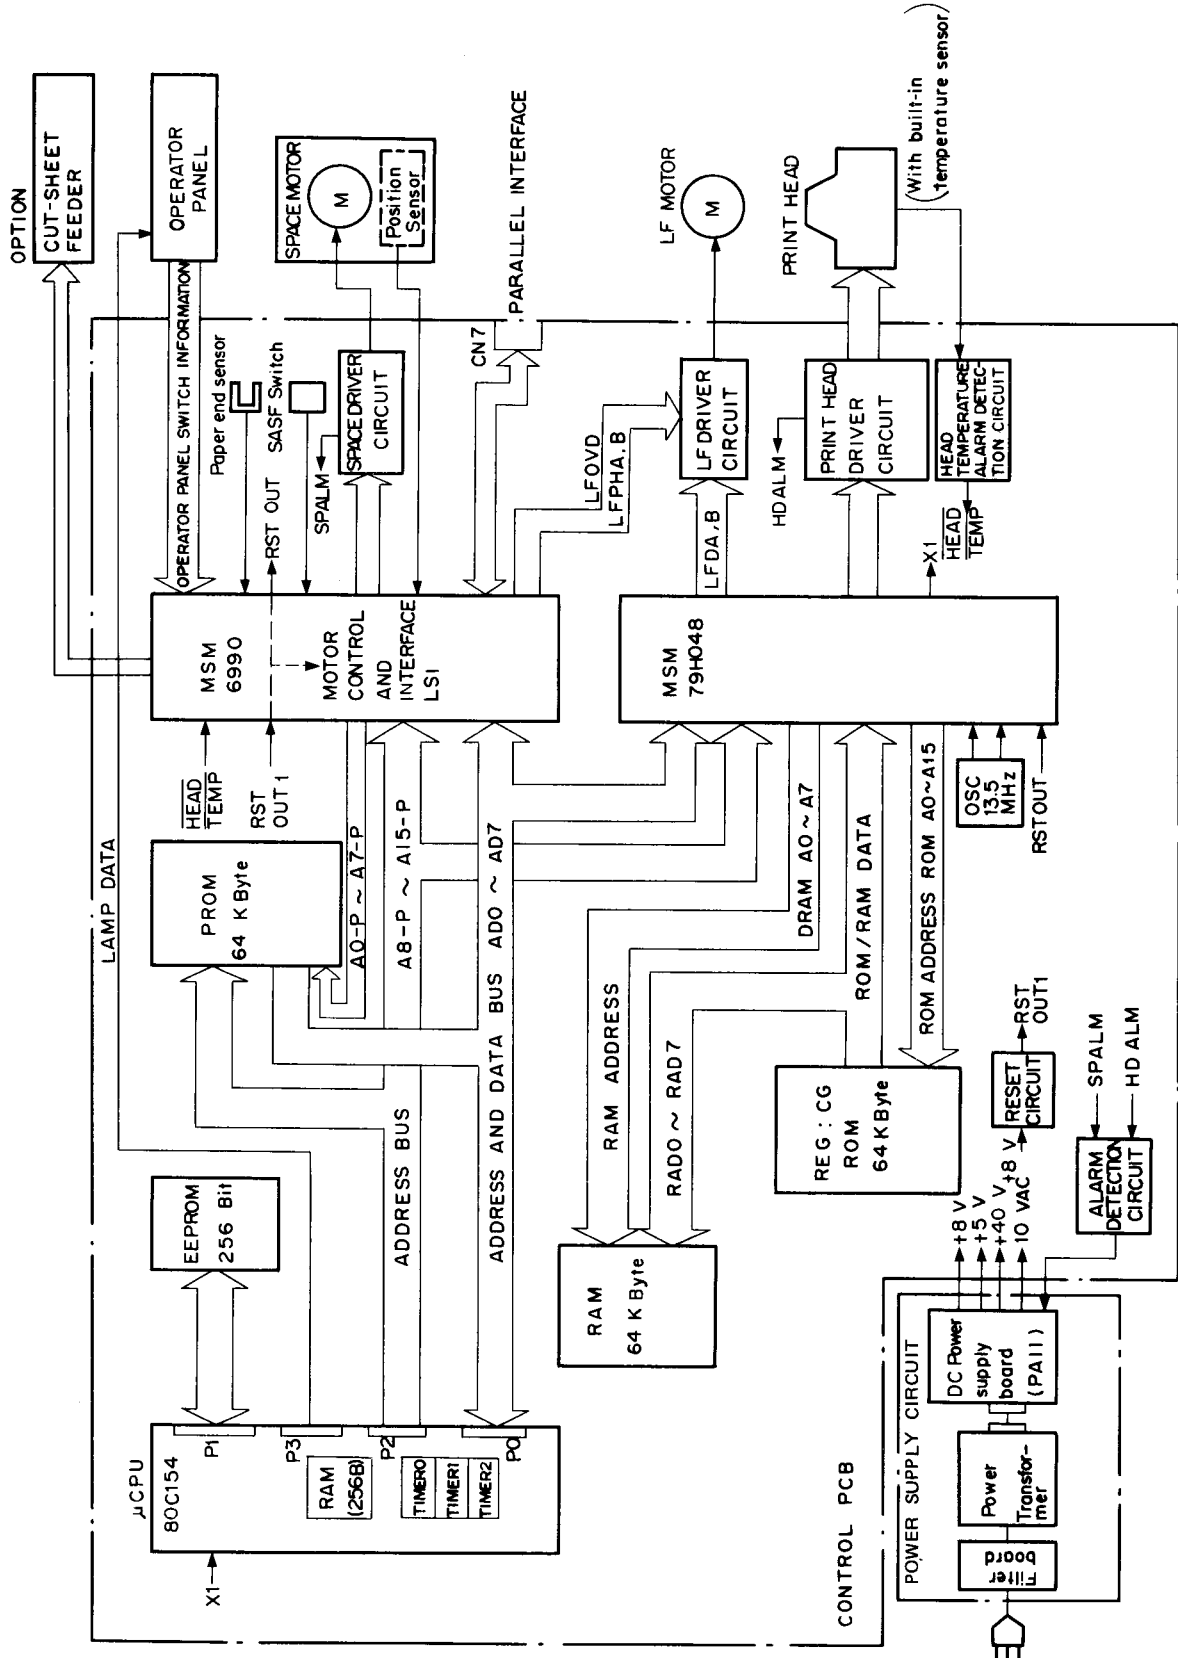 OPTION
CUT-SHEET
FEEDER
OPERATOR
PANEL
SPACE MOTOR
M
Position
Sensor
PARALLEL INTERFACE
CN7
LF MOTOR
M
PRINT HEAD
(With built-in
temperature sensor)
OPERATOR PANEL SWITCH INFORMATION
Paper end sensor
SASF Switch
RST OUT
SPALM
SPACE DRIVER
CIRCUIT
LFOVD
LFPHA,B
LF DRIVER
CIRCUIT
LFDA,B
HDALM
PRINT HEAD
DRIVER
CIRCUIT
HEAD
TEMPERATURE
ALARM DETEC-
TION CIRCUIT
X1
HEAD
TEMP
MSM
6990
MOTOR
CONTROL
AND
INTERFACE
LSI
MSM
79H048
HEAD
TEMP
RST
OUT1
LAMP DATA
PROM
64 K Byte
A0-P ~ A7-P
A8-P ~ A15-P
ADDRESS AND DATA BUS AD0 ~ AD7
DRAM A0 ~ A7
ROM/RAM DATA
ROM ADDRESS ROM A0~A15
OSC
13.5
MHz
RSTOUT
EEPROM
256 Bit
ADDRESS BUS
RAM ADDRESS
RAD0 ~ RAD7
RAM
64 K Byte
REG : CG
ROM
64 K Byte
RESET
CIRCUIT
RST
OUT1
+8 V
SPALM
HD ALM
ALARM
DETECTION
CIRCUIT
µCPU
80C154
P1
P3
P2
P0
RAM
(256B)
TIMER0
TIMER1
TIMER2
X1
CONTROL PCB
POWER SUPPLY CIRCUIT
Filter
board
Power
Transfor-
mer
DC Power
supply
board
(PA11)
+8 V
+5 V
+40 V
10 VAC